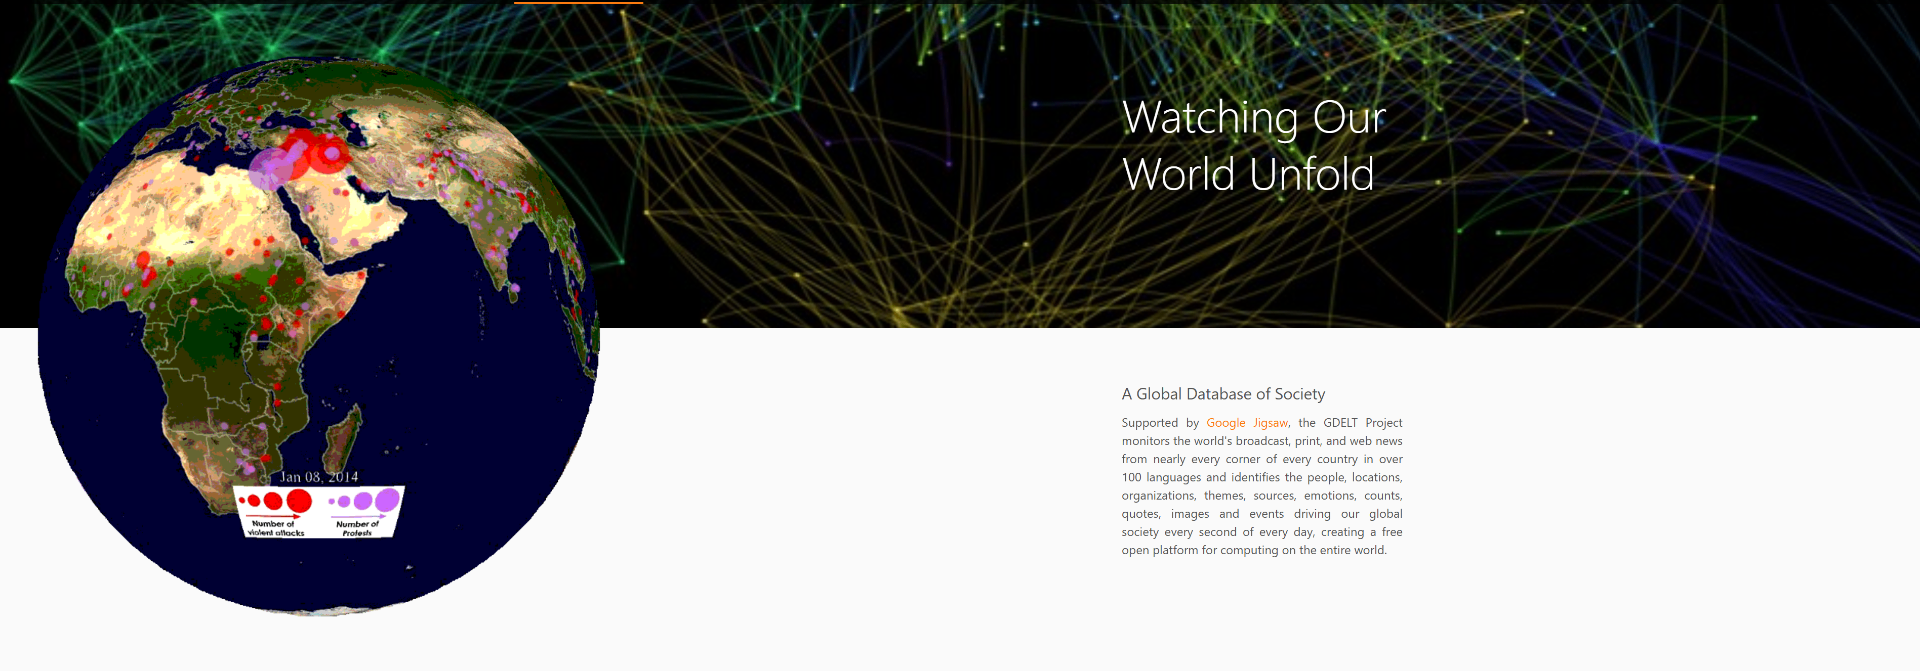 Watching Our
World Unfold
Jan 08, 2014
Number of
violent attacks
Number of
Protests
A Global Database of Society
Supported by Google Jigsaw, the GDELT Project
monitors the world's broadcast, print, and web news
from nearly every corner of every country in over
100 languages and identifies the people, locations,
organizations, themes, sources, emotions, counts,
quotes, images and events driving our global
society every second of every day, creating a free
open platform for computing on the entire world.